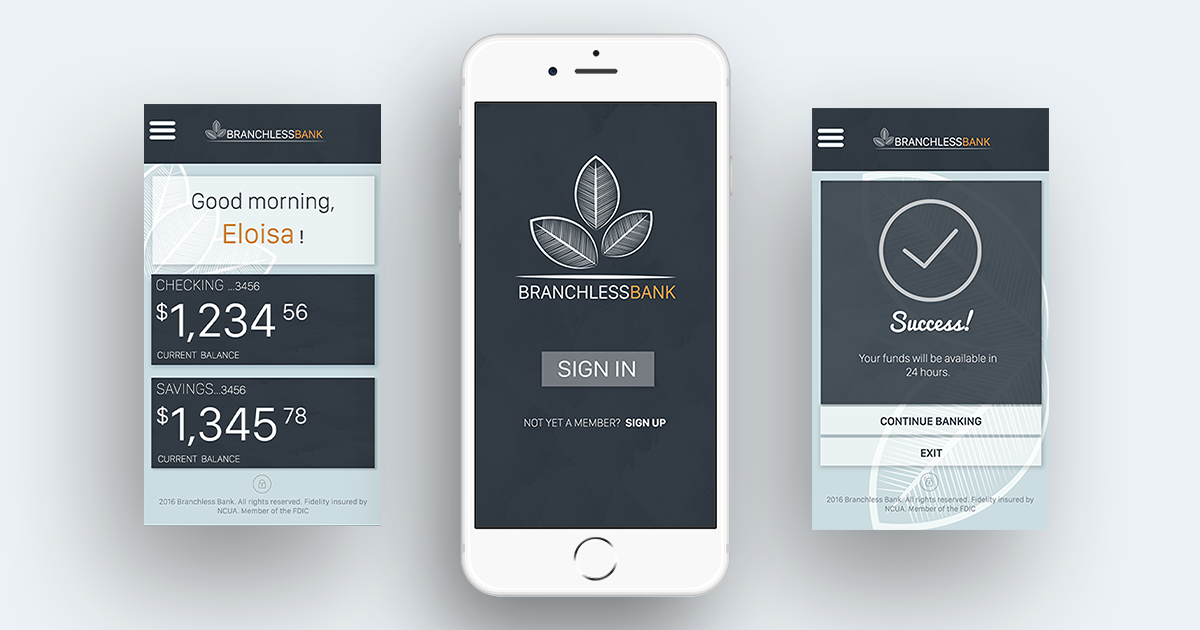 BRANCHLESSBANK
Good morning,
Eloisa !
CHECKING ...3456
$1,234 56
CURRENT BALANCE
SAVINGS...3456
$1,345 78
CURRENT BALANCE
2016 Branchless Bank. All rights reserved. Fidelity insured by
NCUA. Member of the FDIC
BRANCHLESSBANK
SIGN IN
NOT YET A MEMBER? SIGN UP
BRANCHLESSBANK
Success!
Your funds will be available in
24 hours.
CONTINUE BANKING
EXIT
2016 Branchless Bank. All rights reserved. Fidelity insured by
NCUA. Member of the FDIC